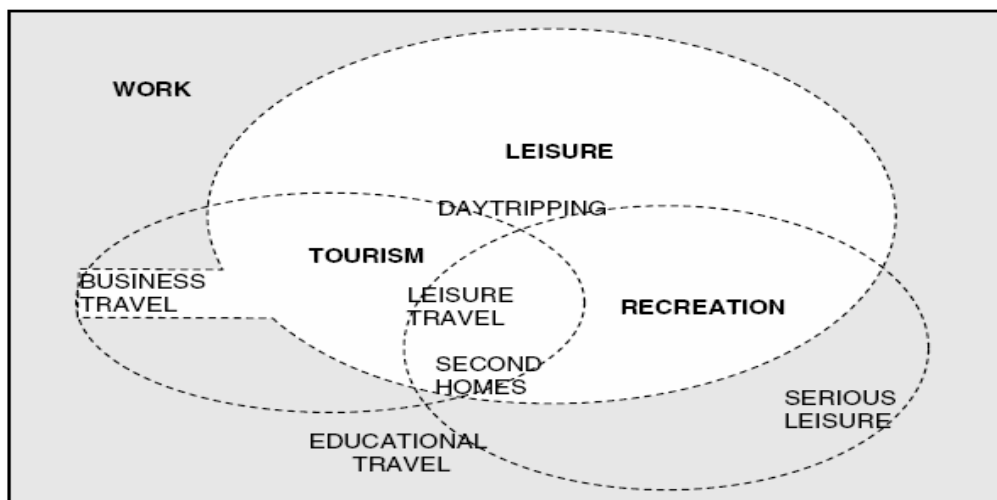 WORK
LEISURE
DAYTRIPPING
TOURISM
BUSINESS
TRAVEL
LEISURE
TRAVEL
RECREATION
SECOND
HOMES
SERIOUS
LEISURE
EDUCATIONAL
TRAVEL